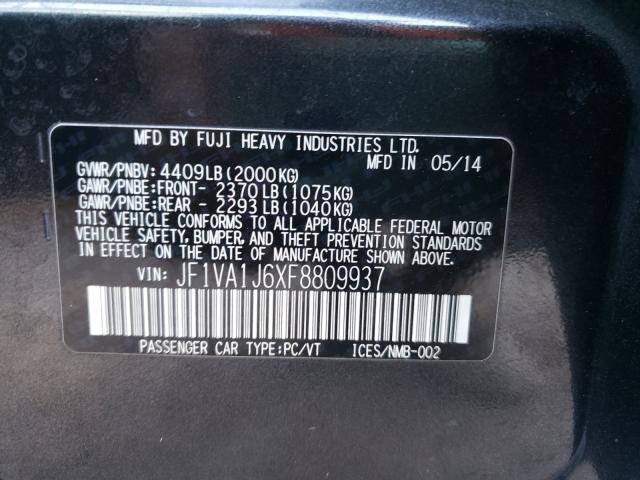 MFD BY FUJI HEAVY INDUSTRIES LTD.
MFD IN 05/14
GVWR/PNBV: 4409LB (2000KG)
GAWR/PNBE:FRONT- 2370LB(1075KG)
GAWR/PNBE:REAR - 2293LB(1040KG)
THIS VEHICLE CONFORMS TO ALL APPLICABLE FEDERAL MOTOR
VEHICLE SAFETY, BUMPER, AND THEFT PREVENTION STANDARDS
IN EFFECT ON THE DATE OF MANUFACTURE SHOWN ABOVE.
VIN: JF1VA1J6XF8809937
PASSENGER CAR TYPE:PC/VT ICES/NMB-002